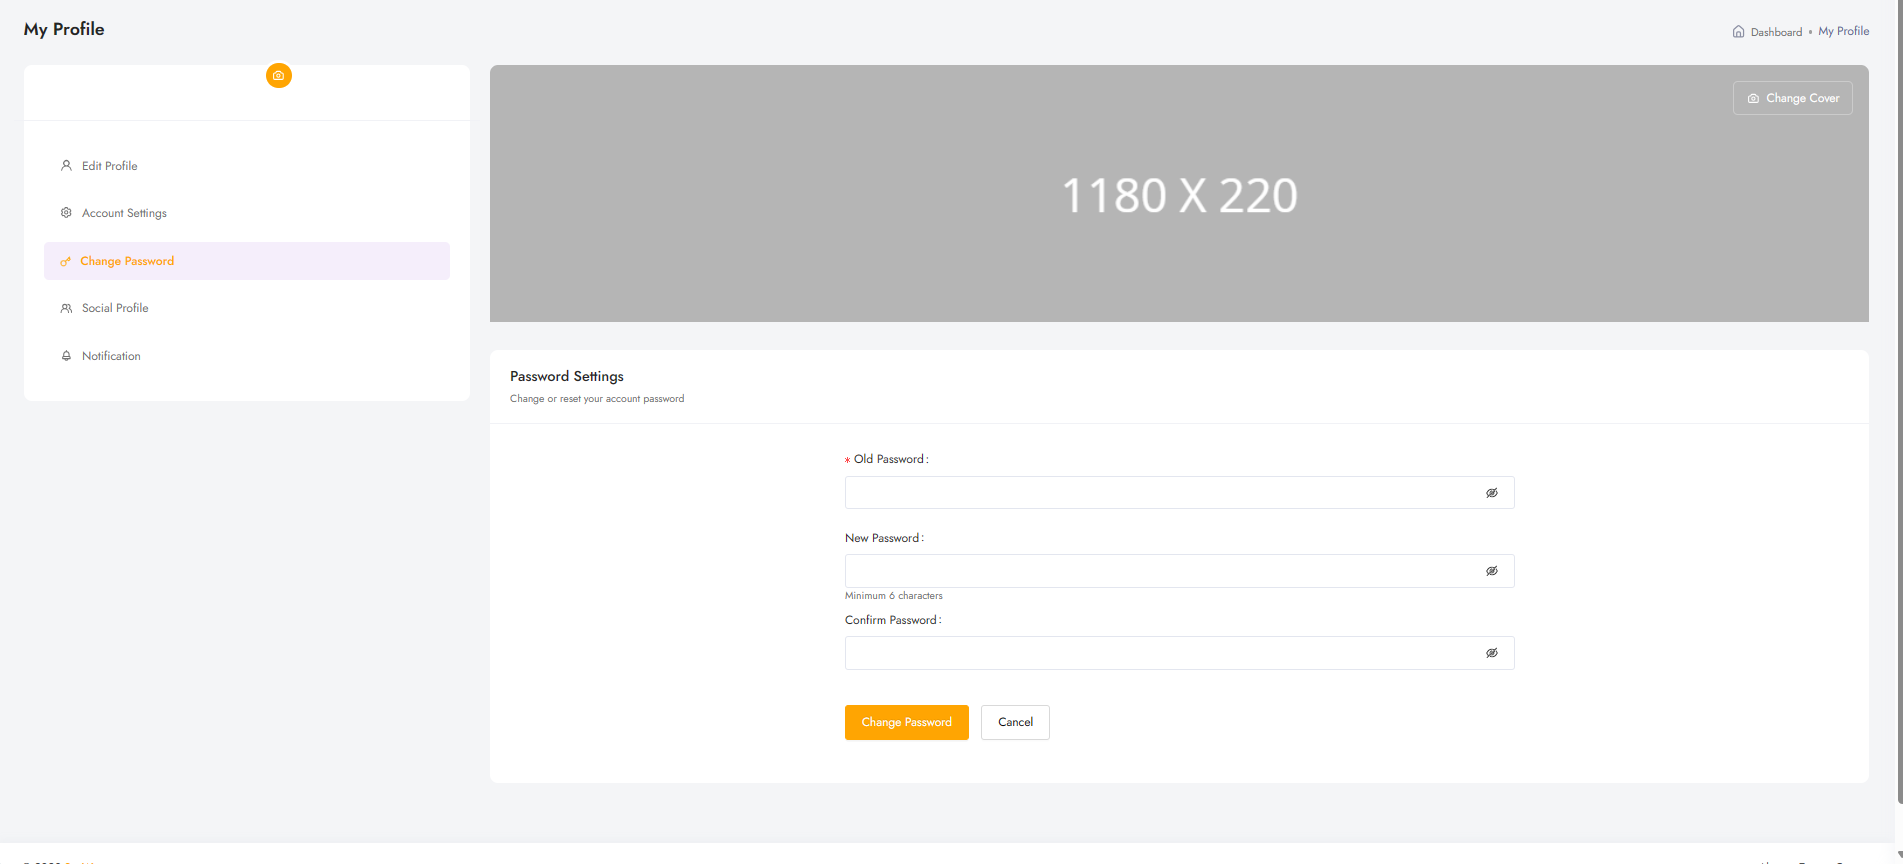 My Profile
Dashboard My Profile
Change Cover
1180 X 220
Edit Profile
Account Settings
Change Password
Social Profile
Notification
Password Settings
Change or reset your account password
* Old Password :
New Password :
Minimum 6 characters
Confirm Password :
Change Password
Cancel